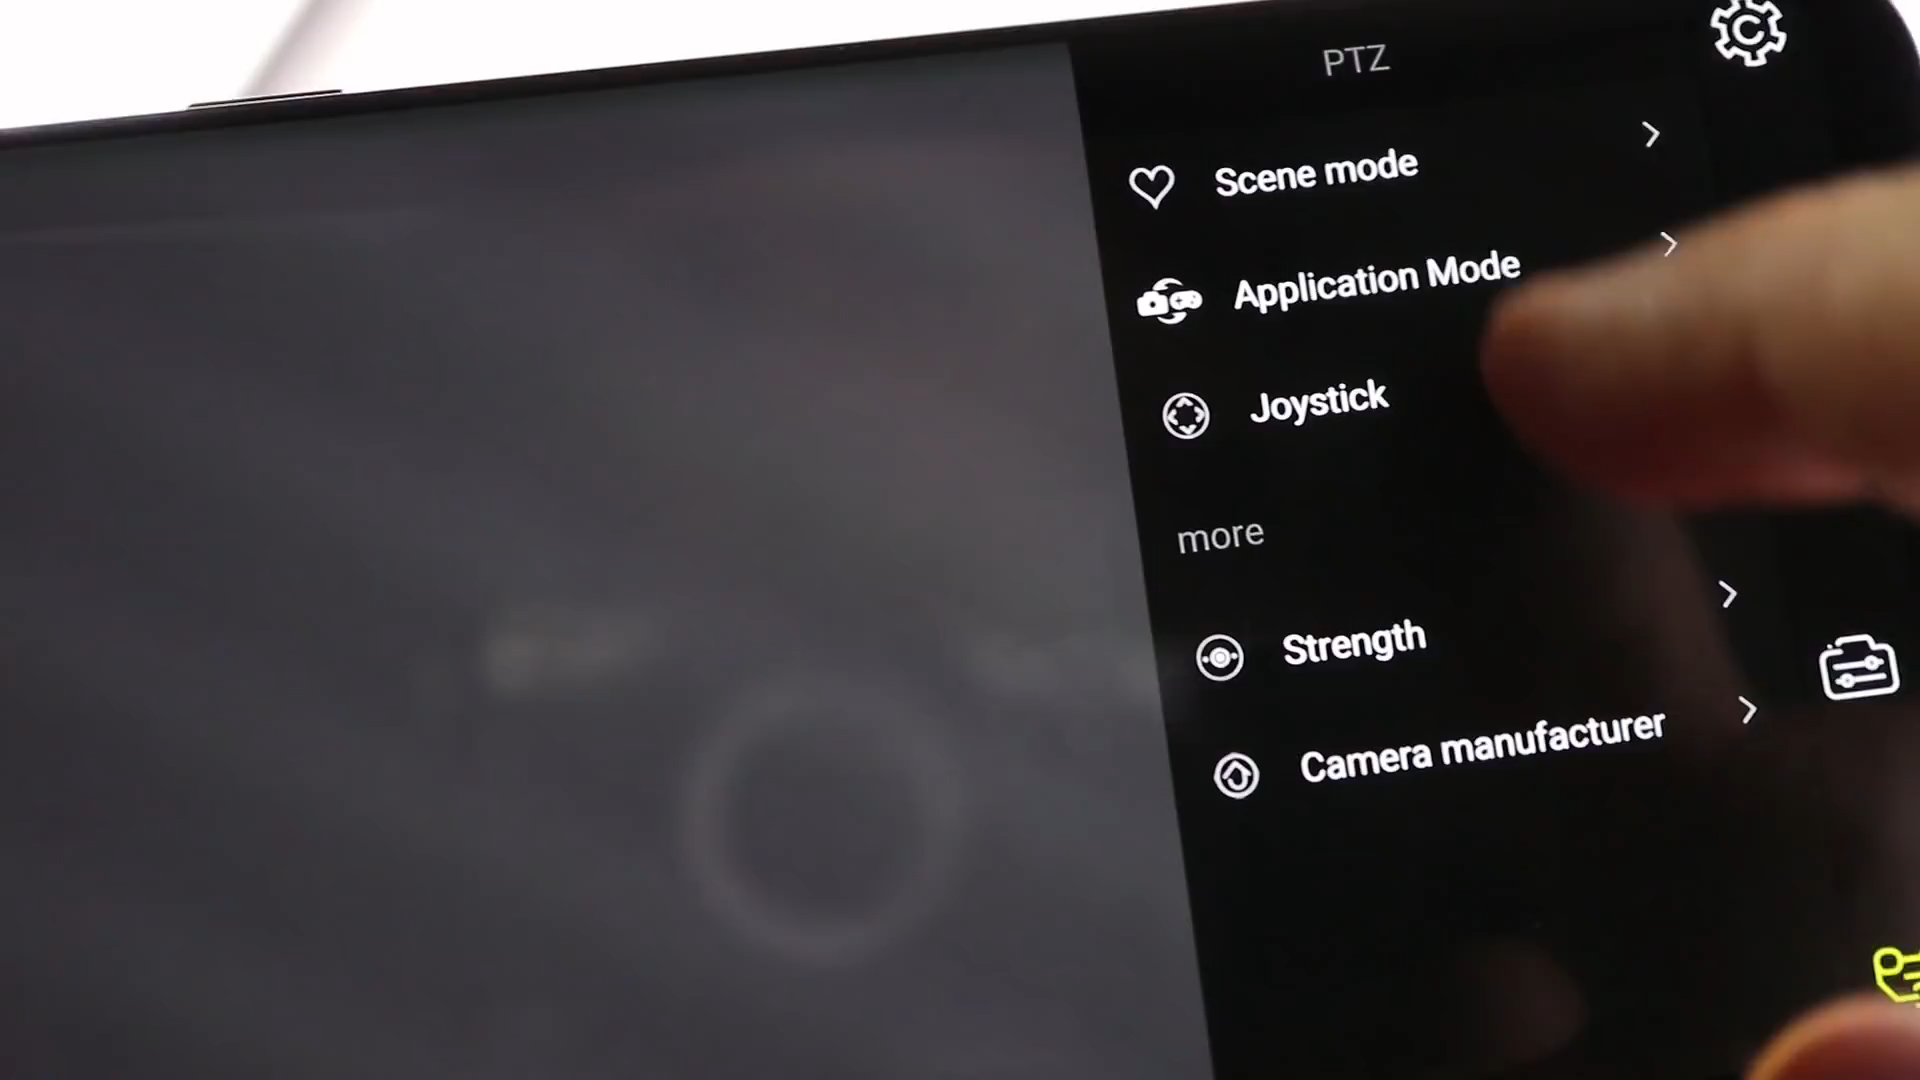 PTZ
Scene mode
Application Mode
Joystick
more
Strength
Camera manufacturer